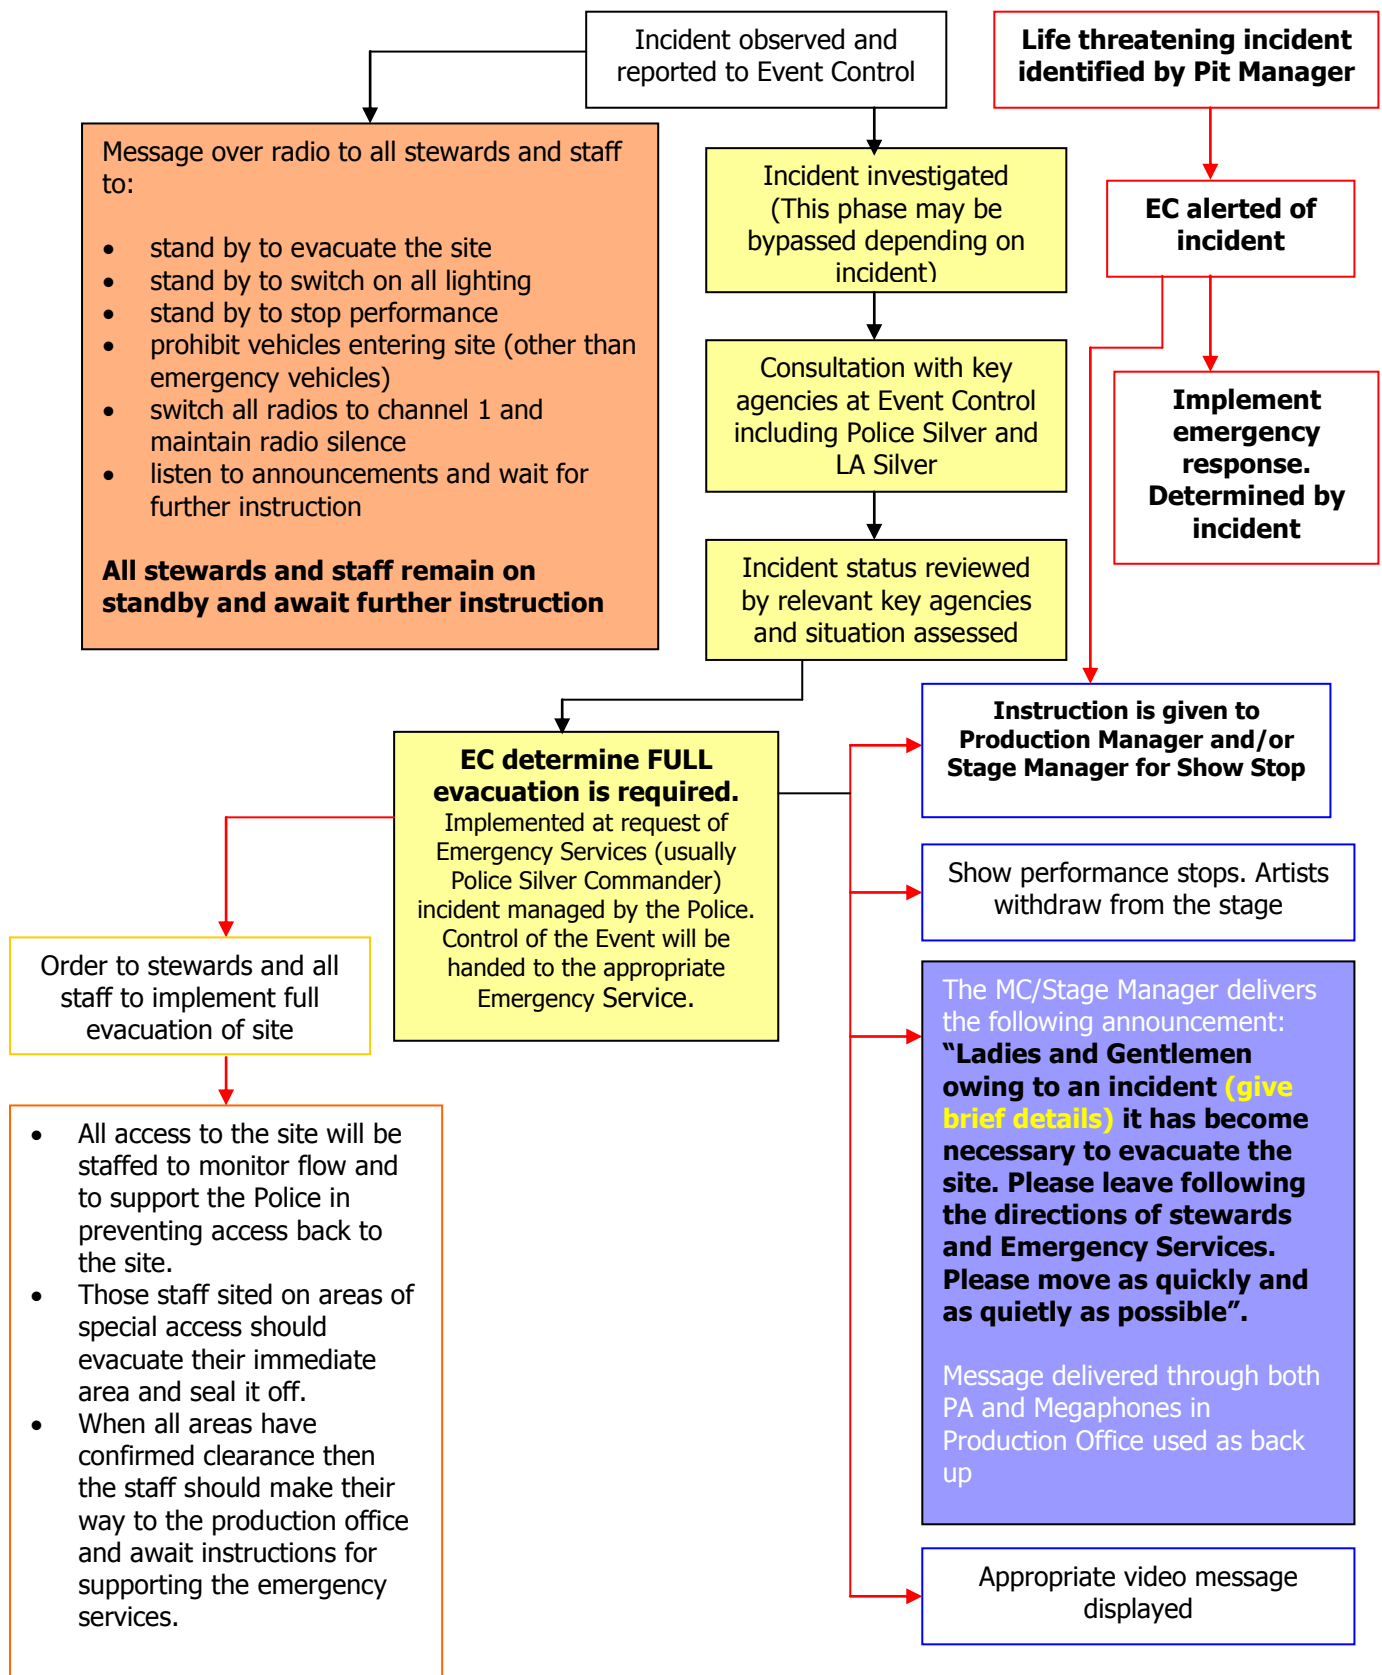 Incident observed and
reported to Event Control
Life threatening incident
identified by Pit Manager
Message over radio to all stewards and staff
to:
• stand by to evacuate the site
• stand by to switch on all lighting
• stand by to stop performance
• prohibit vehicles entering site (other than
emergency vehicles)
• switch all radios to channel 1 and
maintain radio silence
• listen to announcements and wait for
further instruction
All stewards and staff remain on
standby and await further instruction
Incident investigated
(This phase may be
bypassed depending on
incident)
EC alerted of
incident
Consultation with key
agencies at Event Control
including Police Silver and
LA Silver
Implement
emergency
response.
Determined by
incident
Incident status reviewed
by relevant key agencies
and situation assessed
EC determine FULL
evacuation is required.
Implemented at request of
Emergency Services (usually
Police Silver Commander)
incident managed by the Police.
Control of the Event will be
handed to the appropriate
Emergency Service.
Instruction is given to
Production Manager and/or
Stage Manager for Show Stop
Show performance stops. Artists
withdraw from the stage
Order to stewards and all
staff to implement full
evacuation of site
The MC/Stage Manager delivers
the following announcement:
“Ladies and Gentlemen
owing to an incident (give
brief details) it has become
necessary to evacuate the
site. Please leave following
the directions of stewards
and Emergency Services.
Please move as quickly and
as quietly as possible”.
Message delivered through both
PA and Megaphones in
Production Office used as back
up
• All access to the site will be
staffed to monitor flow and
to support the Police in
preventing access back to
the site.
• Those staff sited on areas of
special access should
evacuate their immediate
area and seal it off.
• When all areas have
confirmed clearance then
the staff should make their
way to the production office
and await instructions for
supporting the emergency
services.
Appropriate video message
displayed